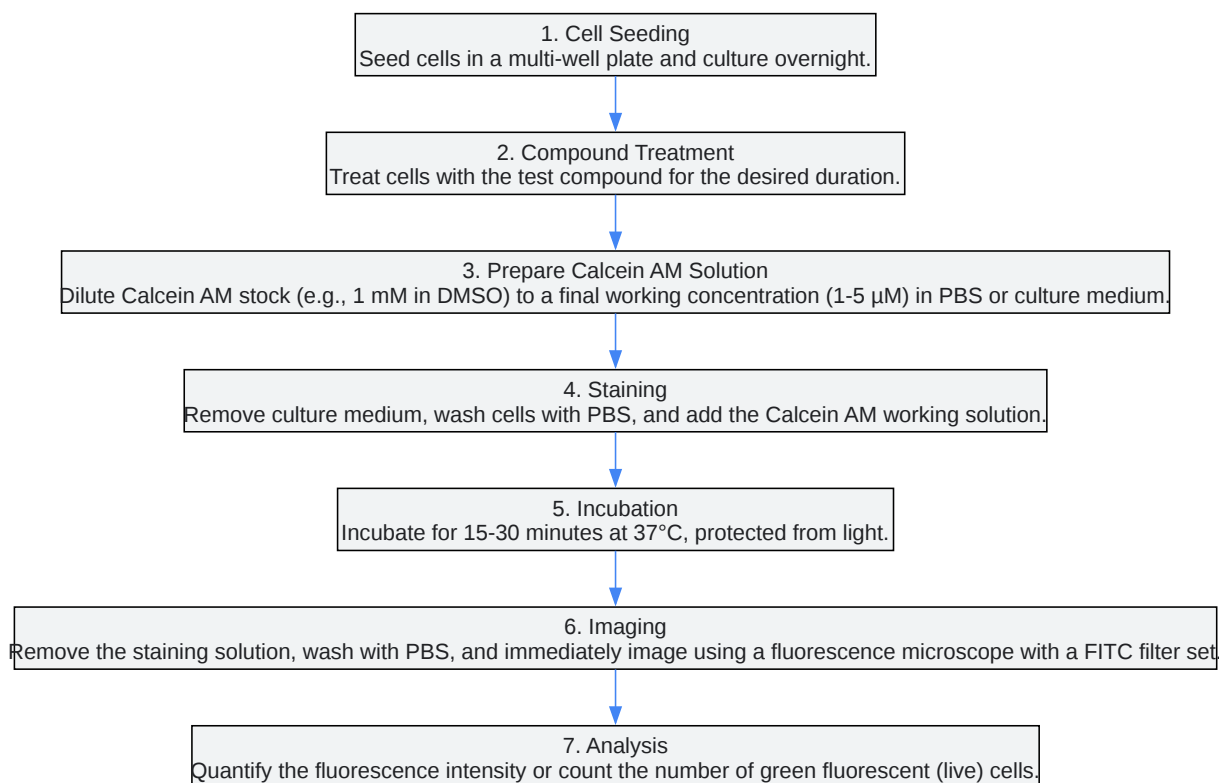 1. Cell Seeding
Seed cells in a multi-well plate and culture overnight.
2. Compound Treatment
Treat cells with the test compound for the desired duration.
3. Prepare Calcein AM Solution
Dilute Calcein AM stock (e.g., 1 mM in DMSO) to a final working concentration (1-5 µM) in PBS or culture medium.
4. Staining
Remove culture medium, wash cells with PBS, and add the Calcein AM working solution.
5. Incubation
Incubate for 15-30 minutes at 37°C, protected from light.
6. Imaging
Remove the staining solution, wash with PBS, and immediately image using a fluorescence microscope with a FITC filter set.
7. Analysis
Quantify the fluorescence intensity or count the number of green fluorescent (live) cells.